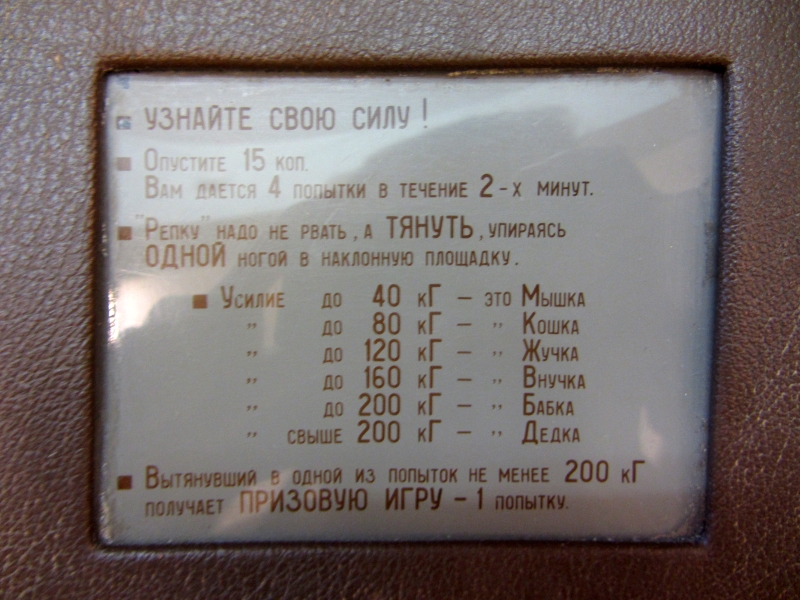 ▪ УЗНАЙТЕ СВОЮ СИЛУ!
▪ Опустите 15 коп.
Вам дается 4 попытки в течение 2-х минут.
▪ "Репку" надо не рвать, а ТЯНУТЬ, упираясь
ОДНОЙ ногой в наклонную площадку.
▪ Усилие до 40 кГ – это Мышка
" до 80 кГ – " Кошка
" до 120 кГ – " Жучка
" до 160 кГ – " Внучка
" до 200 кГ – " Бабка
" свыше 200 кГ – " Дедка
▪ Вытянувший в одной из попыток не менее 200 кГ
получает ПРИЗОВУЮ ИГРУ – 1 попытку.